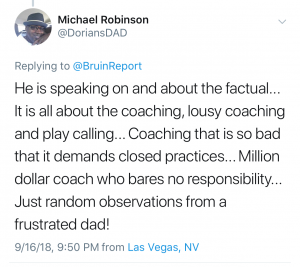 Michael Robinson
@DoriansDAD
Replying to @BruinReport
He is speaking on and about the factual...
It is all about the coaching, lousy coaching
and play calling... Coaching that is so bad
that it demands closed practices... Million
dollar coach who bares no responsibility...
Just random observations from a
frustrated dad!
9/16/18, 9:50 PM from Las Vegas, NV